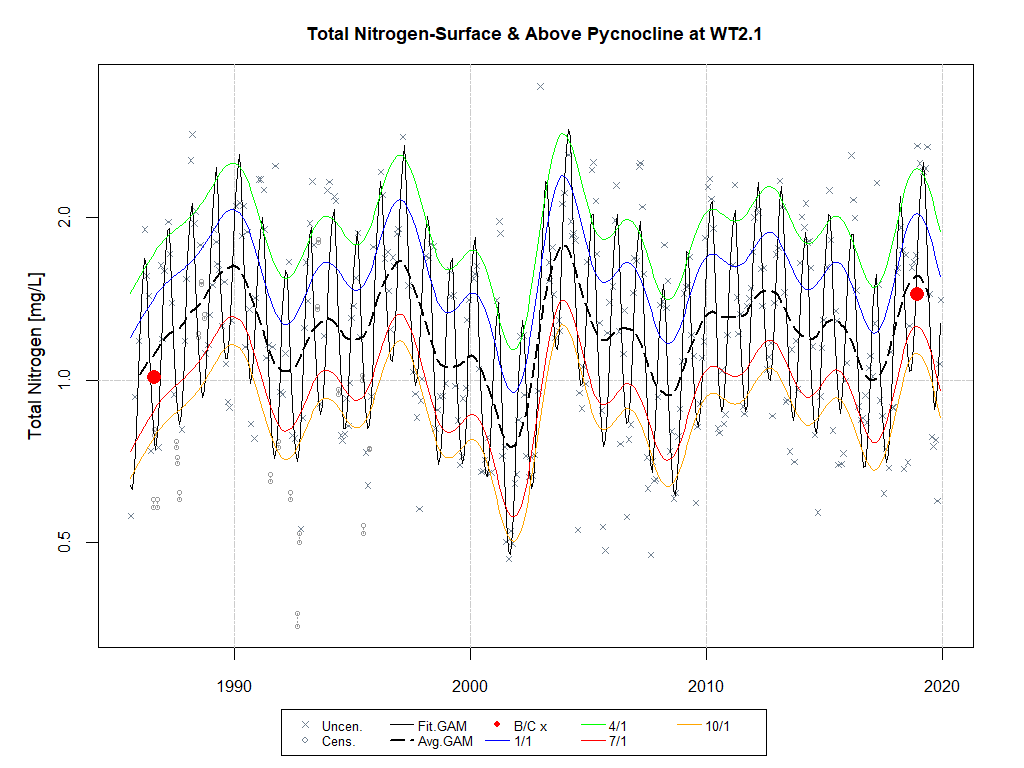 Total Nitrogen-Surface & Above Pycnocline at WT2.1
Total Nitrogen [mg/L]
2.0
1.0
0.5
1990 2000 2010 2020
Uncen. Fit.GAM B/C x 4/1 10/1
Cens. Avg.GAM 1/1 7/1